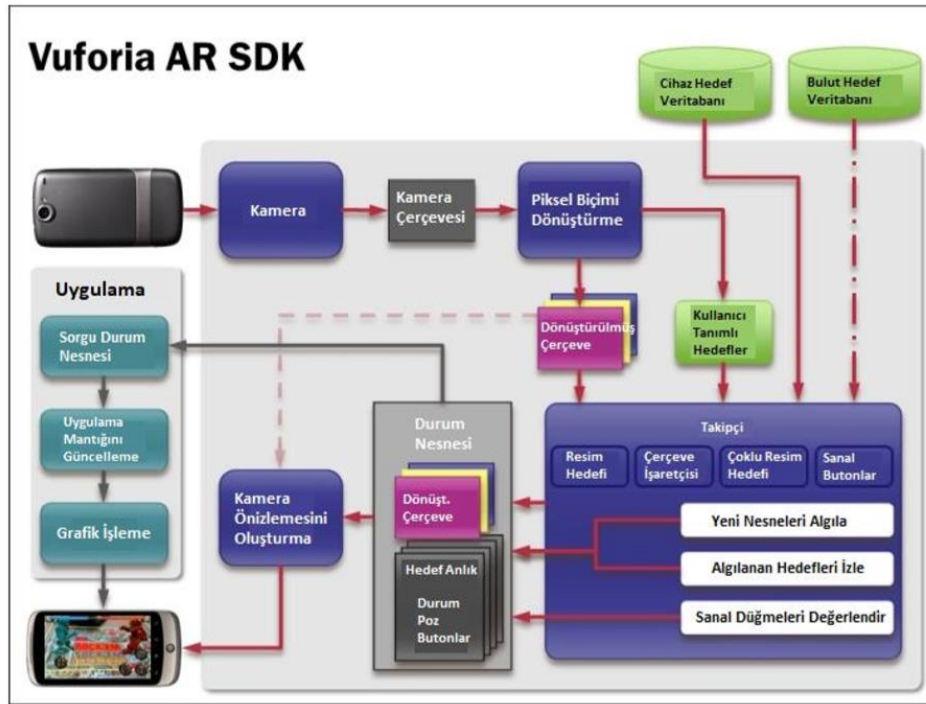 Vuforia AR SDK
Cihaz Hedef
Veritabanı
Bulut Hedef
Veritabanı
Kamera
Kamera
Çerçevesi
Piksel Biçimi
Dönüştürme
Uygulama
Sorgu Durum
Nesnesi
Uygulama
Mantığını
Güncelleme
Grafik İşleme
Dönüştürülmüş
Çerçeve
Kullanıcı
Tanımlı
Hedefler
Kamera
Önizlemesini
Oluşturma
Durum
Nesnesi
Dönüşt.
Çerçeve
Hedef Anlık
Durum
Poz
Butonlar
Takipçi
Resim
Hedefi
Çerçeve
İşaretçisi
Çoklu Resim
Hedefi
Sanal
Butonlar
Yeni Nesneleri Algıla
Algılanan Hedefleri İzle
Sanal Düğmeleri Değerlendir